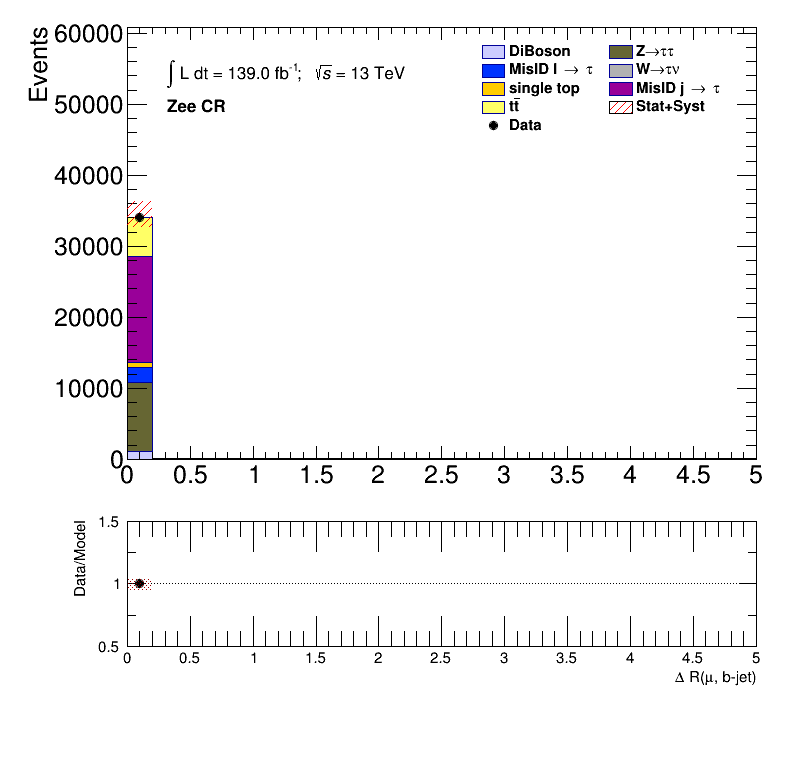 Events
60000
50000
40000
30000
20000
10000
0
∫ L dt = 139.0 fb⁻¹; √s = 13 TeV
Zee CR
DiBoson
MisID l → τ
single top
tt̄
Data
Z→ττ
W→τν
MisID j → τ
Stat+Syst
0 0.5 1 1.5 2 2.5 3 3.5 4 4.5 5
Data/Model
1.5
1
0.5
0 0.5 1 1.5 2 2.5 3 3.5 4 4.5 5
Δ R(μ, b-jet)